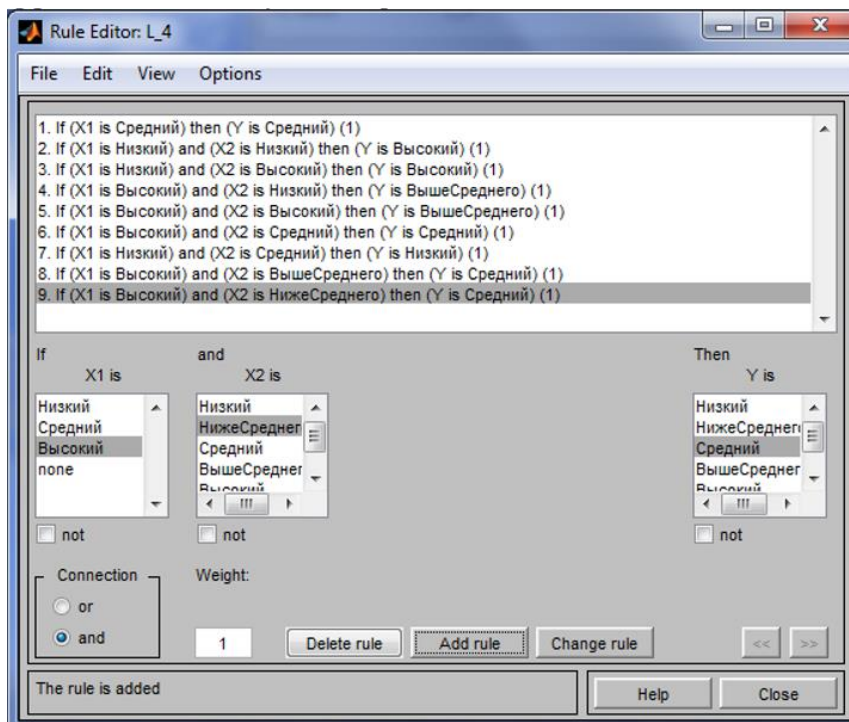 Rule Editor: L_4
File Edit View Options
1. If (X1 is Средний) then (Y is Средний) (1)
2. If (X1 is Низкий) and (X2 is Низкий) then (Y is Высокий) (1)
3. If (X1 is Низкий) and (X2 is Высокий) then (Y is Высокий) (1)
4. If (X1 is Высокий) and (X2 is Низкий) then (Y is ВышеСреднего) (1)
5. If (X1 is Высокий) and (X2 is Высокий) then (Y is ВышеСреднего) (1)
6. If (X1 is Высокий) and (X2 is Средний) then (Y is Средний) (1)
7. If (X1 is Низкий) and (X2 is Средний) then (Y is Низкий) (1)
8. If (X1 is Высокий) and (X2 is ВышеСреднего) then (Y is Средний) (1)
9. If (X1 is Высокий) and (X2 is НижеСреднего) then (Y is Средний) (1)
If
X1 is
Низкий
Средний
Высокий
none
not
and
X2 is
Низкий
НижеСреднег
Средний
ВышеСреднег
Высокий
not
Then
Y is
Низкий
НижеСреднег
Средний
ВышеСреднег
Высокий
not
Connection
or
and
Weight:
1
Delete rule
Add rule
Change rule
<<
>>
The rule is added
Help
Close